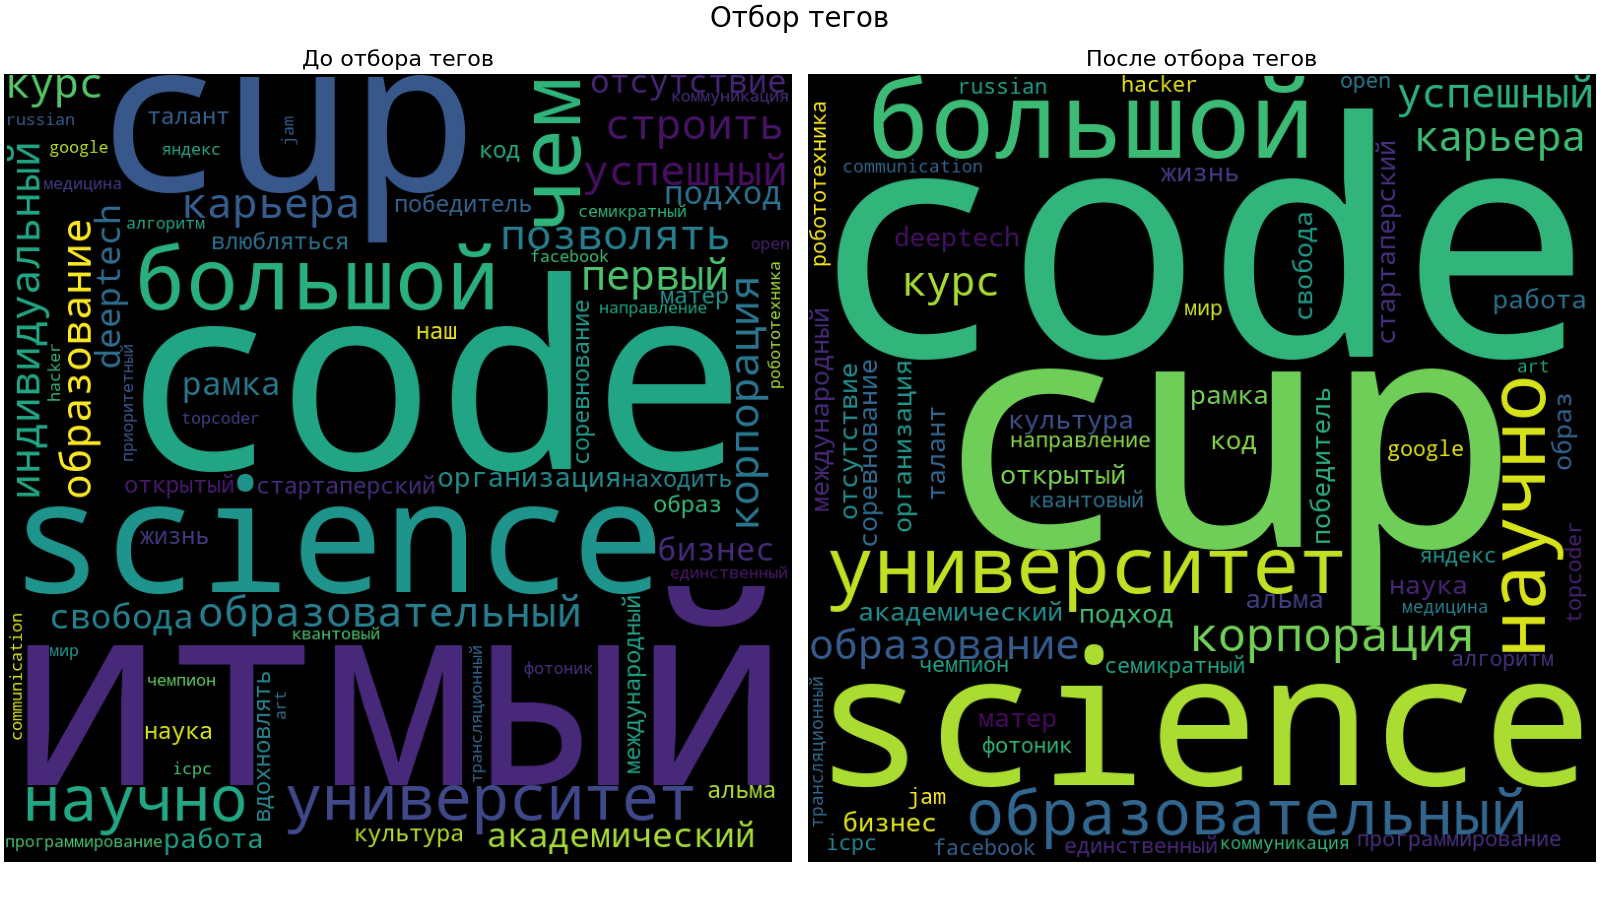 Отбор тегов
До отбора тегов
курс
cup
чем
отсутствие
коммуникация
russian
талант
jam
строить
google
яндекс
код
успешный
медицина
карьера
победитель
подход
индивидуальный
образование
deeptech
алгоритм
влюбляться
семикратный
позволять
facebook
open
большой
первый
матер
корпорация
робототехника
направление
code
наш
соревнование
hacker
приоритетный
рамка
topcoder
открытый
стартаперский
организация
находить
образ
science
жизнь
бизнес
единственный
свобода
образовательный
квантовый
международный
communication
мир
итмый
чемпион
вдохновлять
art
трансляционный
фотоник
наука
icpc
научно
университет
альма
программирование
работа
культура
академический
После отбора тегов
russian
hacker
open
большой
успешный
карьера
робототехника
communication
жизнь
стартаперский
code
deeptech
курс
свобода
мир
работа
международный
отсутствие
соревнование
организация
талант
cup
art
рамка
культура
направление
код
победитель
google
научно
образ
открытый
квантовый
университет
яндекс
topcoder
наука
академический
подход
альма
медицина
образование
корпорация
чемпион
семикратный
алгоритм
science
трансляционный
матер
фотоник
jam
бизнес
образовательный
icpc
facebook
единственный
коммуникация
программирование